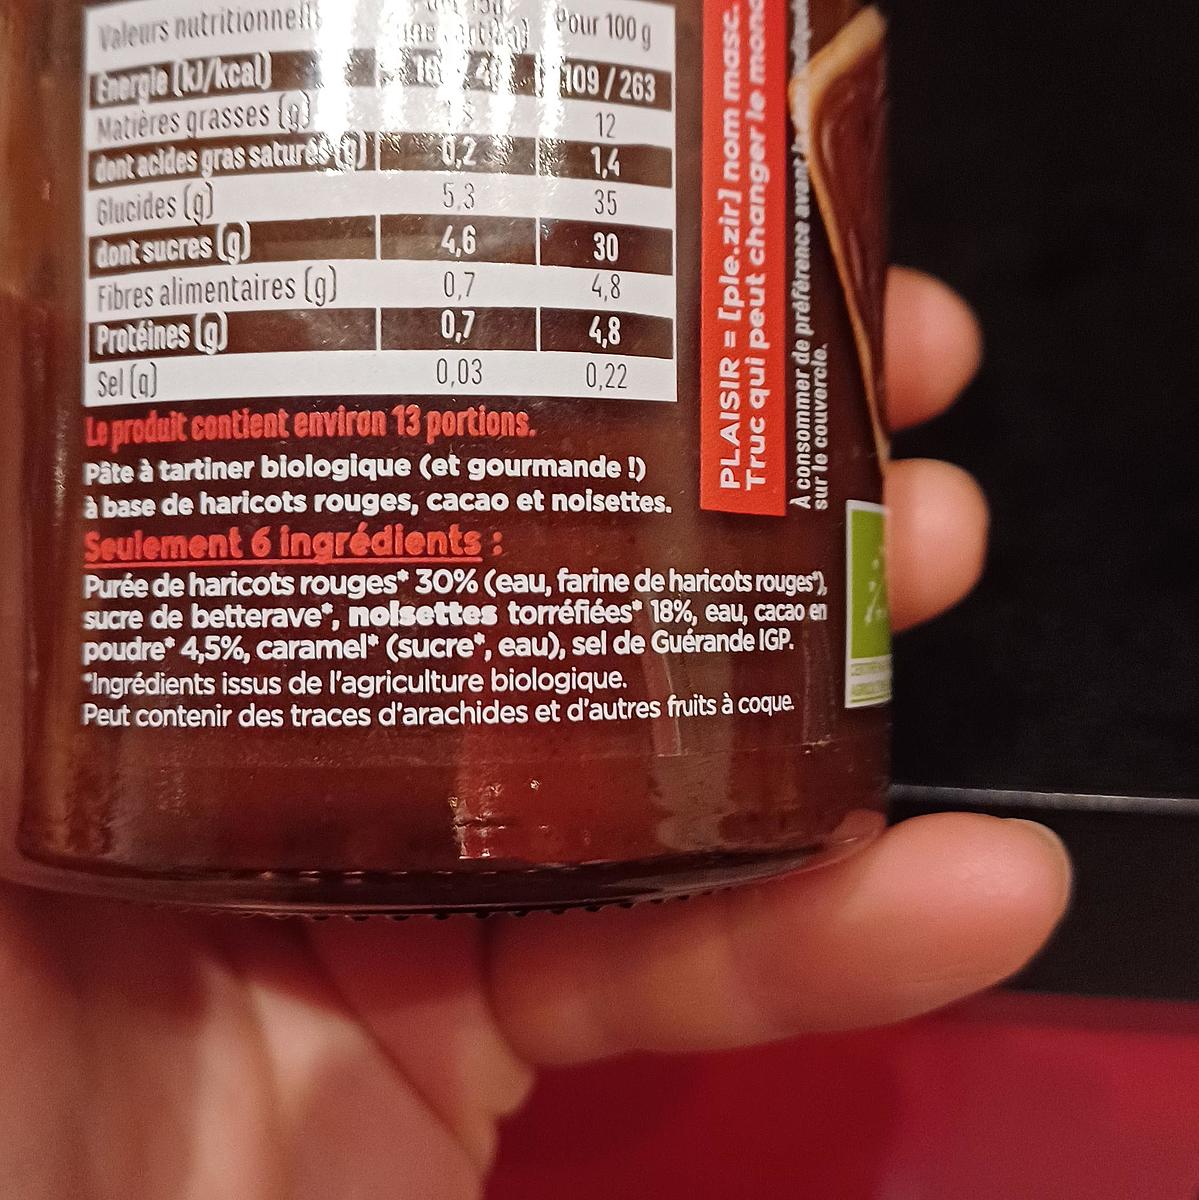 Valeurs nutritionnelles Pour 100 g
Énergie (kJ/kcal) 109 / 263
Matières grasses (g) 12
dont acides gras saturés (g) 0,2 1,4
Glucides (g) 5,3 35
dont sucres (g) 4,6 30
Fibres alimentaires (g) 0,7 4,8
Protéines (g) 0,7 4,8
Sel (g) 0,03 0,22
Le produit contient environ 13 portions.
Pâte à tartiner biologique (et gourmande !)
à base de haricots rouges, cacao et noisettes.
Seulement 6 ingrédients :
Purée de haricots rouges* 30% (eau, farine de haricots rouges*),
sucre de betterave*, noisettes torréfiées* 18%, eau, cacao en
poudre* 4,5%, caramel* (sucre*, eau), sel de Guérande IGP.
*Ingrédients issus de l'agriculture biologique.
Peut contenir des traces d'arachides et d'autres fruits à coque.
PLAISIR = [ple.zir] nom masc.
Truc qui peut changer le
À consommer de préférence avant
sur le couvercle.